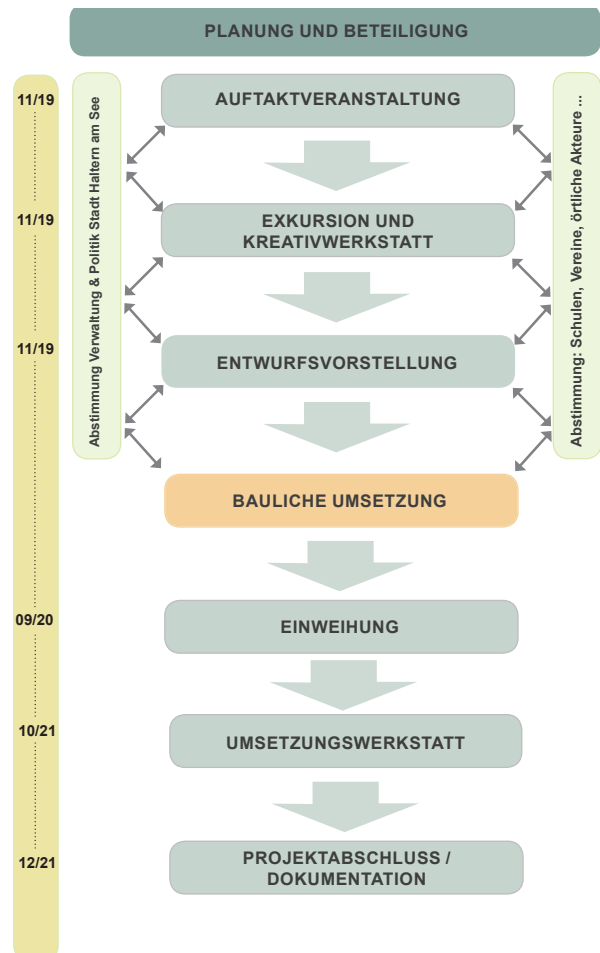 PLANUNG UND BETEILIGUNG
11/19
AUFTAKTVERANSTALTUNG
Abstimmung Verwaltung & Politik Stadt Haltern am See
Abstimmung: Schulen, Vereine, örtliche Akteure ...
11/19
EXKURSION UND
KREATIVWERKSTATT
11/19
ENTWURFSVORSTELLUNG
BAULICHE UMSETZUNG
09/20
EINWEIHUNG
10/21
UMSETZUNGSWERKSTATT
12/21
PROJEKTABSCHLUSS /
DOKUMENTATION